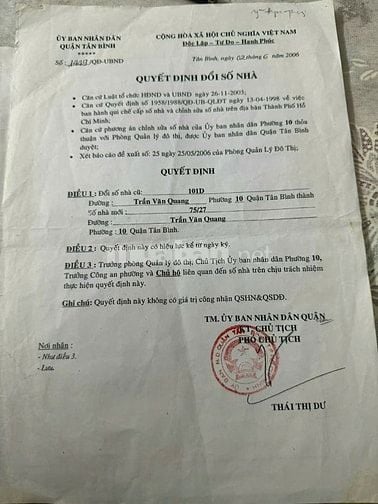 ỦY BAN NHÂN DÂN
QUẬN TÂN BÌNH
CỘNG HÒA XÃ HỘI CHỦ NGHĨA VIỆT NAM
Độc Lập – Tự Do – Hạnh Phúc
Số: /QĐ-UBND
Tân Bình, ngày 02 tháng 6 năm 2006
QUYẾT ĐỊNH ĐỔI SỐ NHÀ
• Căn cứ Luật tổ chức HĐND và UBND ngày 26-11-2003;
• Căn cứ Quyết định số 1958/1988/QĐ-UB-QLĐT ngày 13-04-1998 về việc
ban hành qui chế cấp số nhà và chỉnh sửa số nhà trên địa bàn Thành Phố Hồ
Chí Minh;
• Căn cứ phương án chỉnh sửa số nhà của Ủy ban nhân dân Phường 10 thỏa
thuận với Phòng Quản lý đô thị, được Ủy ban nhân dân Quận Tân Bình
duyệt;
• Xét báo cáo đề xuất số: 25 ngày 25/05/2006 của Phòng Quản Lý Đô Thị;
QUYẾT ĐỊNH
ĐIỀU 1 : Đổi số nhà cũ: 101D
Đường : Trần Văn Quang Phường 10 Quận Tân Bình thành
Số nhà mới : 75/27
Đường : Trần Văn Quang
Phường : 10 Quận Tân Bình.
ĐIỀU 2 : Quyết định này có hiệu lực kể từ ngày ký.
ĐIỀU 3 : Trưởng phòng Quản lý đô thị, Chủ Tịch Ủy ban nhân dân Phường 10,
Trưởng Công an phường và Chủ hộ liên quan đến số nhà trên chịu trách nhiệm
thực hiện quyết định này.
Ghi chú: Quyết định này không có giá trị công nhận QSHN&QSDĐ.
TM. ỦY BAN NHÂN DÂN QUẬN
KT. CHỦ TỊCH
PHÓ CHỦ TỊCH
Nơi nhận :
- Như điều 3.
- Lưu.
THÁI THỊ DƯ